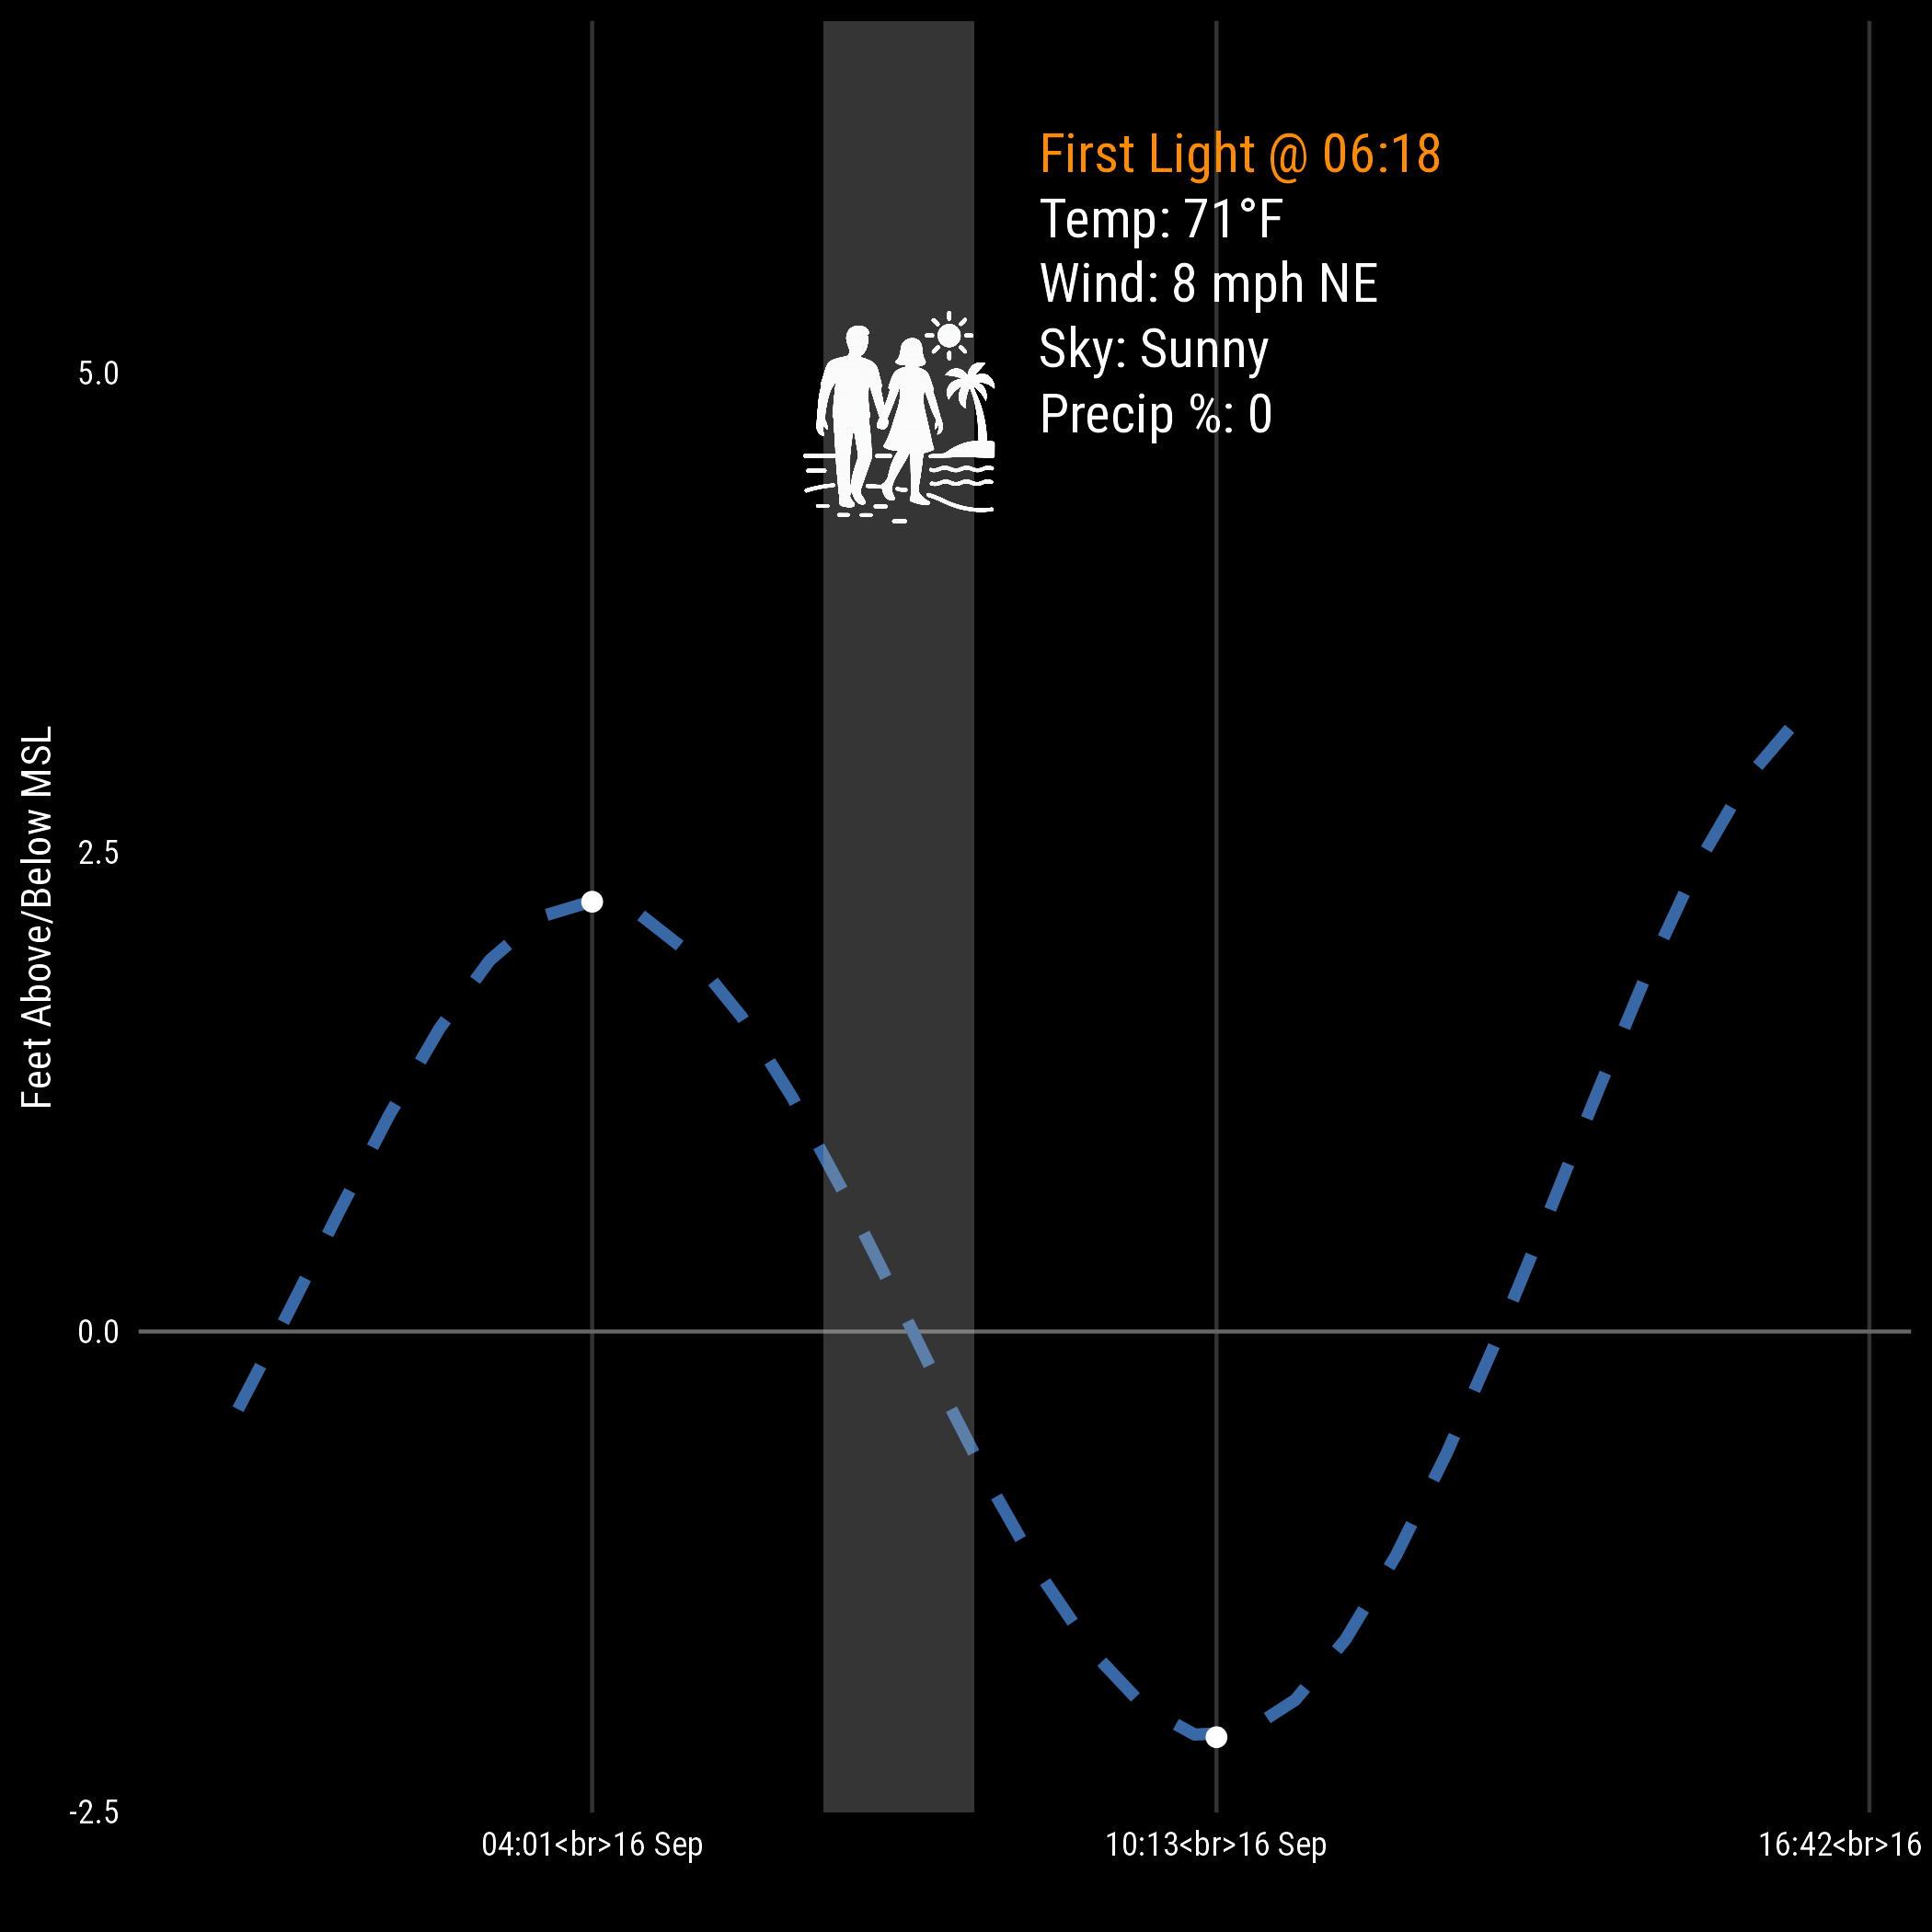 First Light @ 06:18
Temp: 71°F
Wind: 8 mph NE
Sky: Sunny
Precip %: 0
Feet Above/Below MSL
5.0
2.5
0.0
-2.5
04:01<br>16 Sep
10:13<br>16 Sep
16:42<br>16